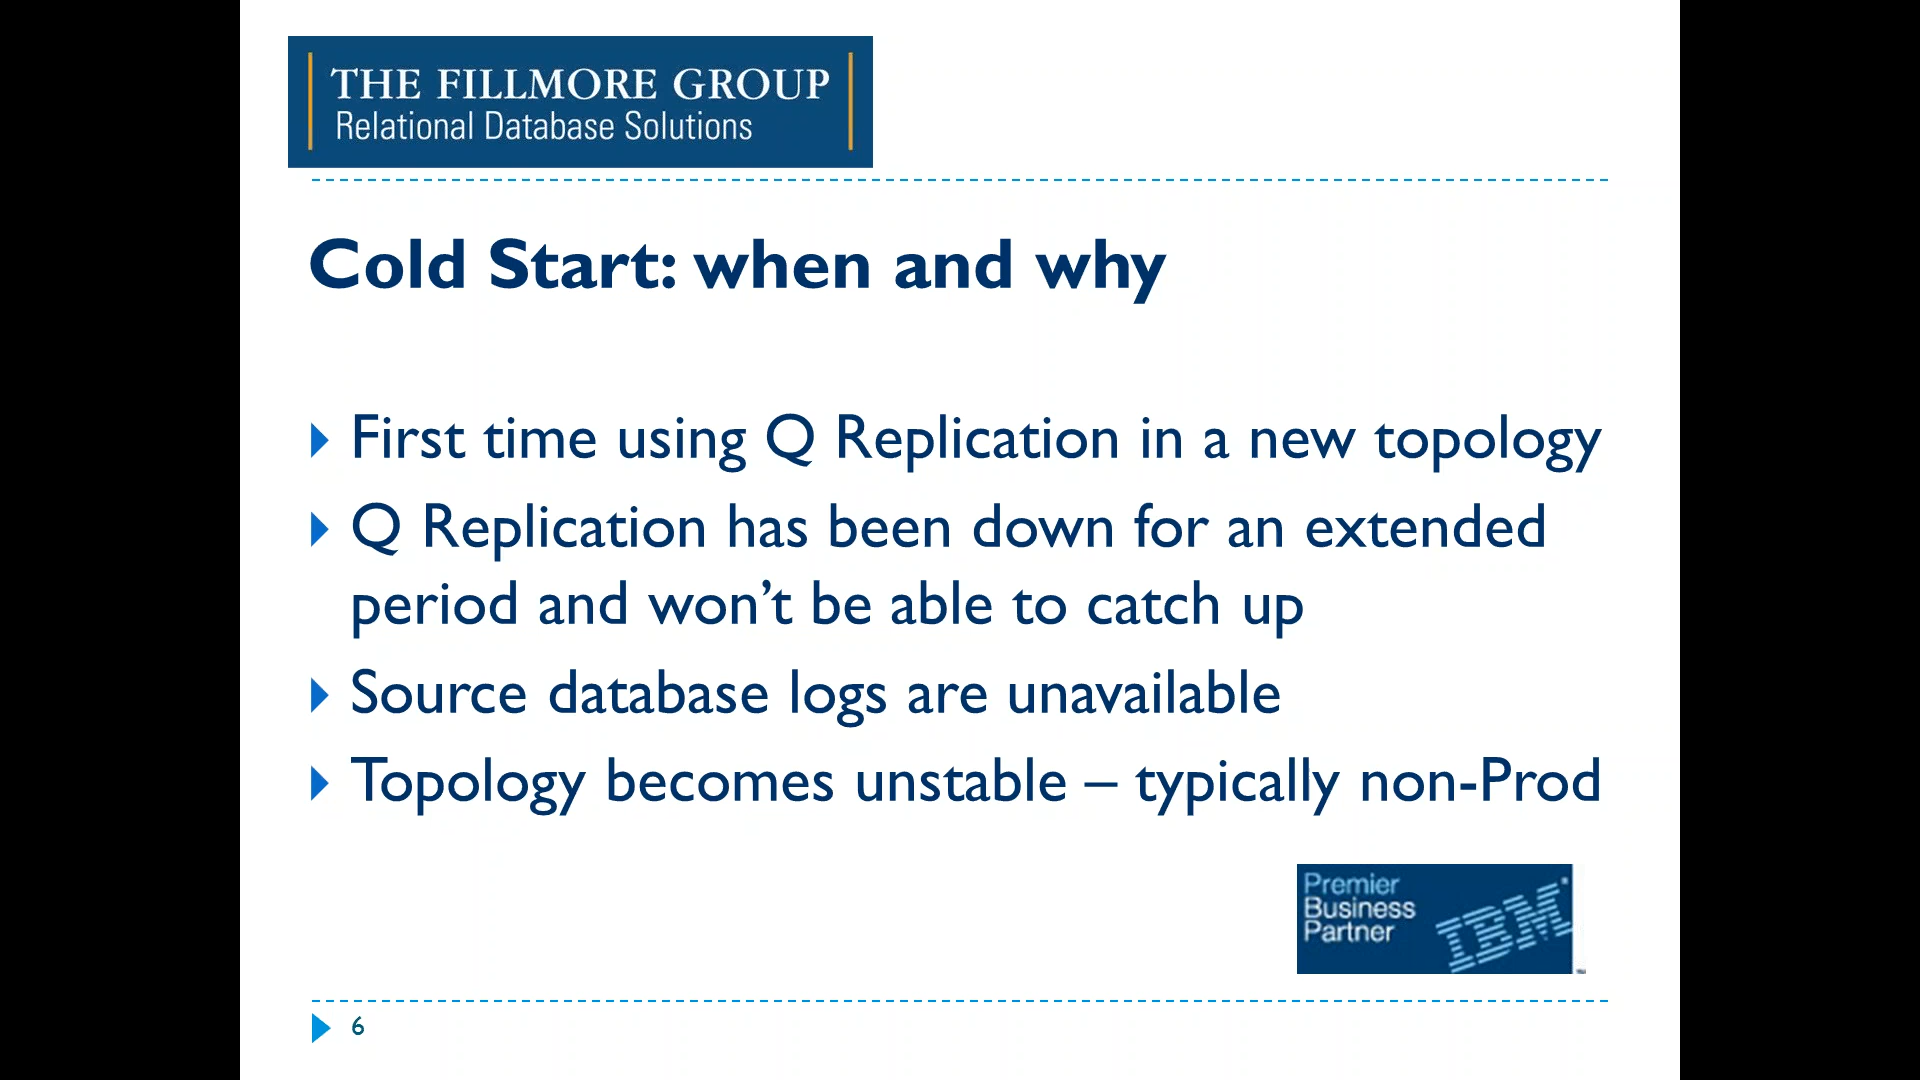 THE FILLMORE GROUP
Relational Database Solutions
Cold Start: when and why
First time using Q Replication in a new topology
Q Replication has been down for an extended
period and won’t be able to catch up
Source database logs are unavailable
Topology becomes unstable – typically non-Prod
Premier
Business
Partner
IBM
6